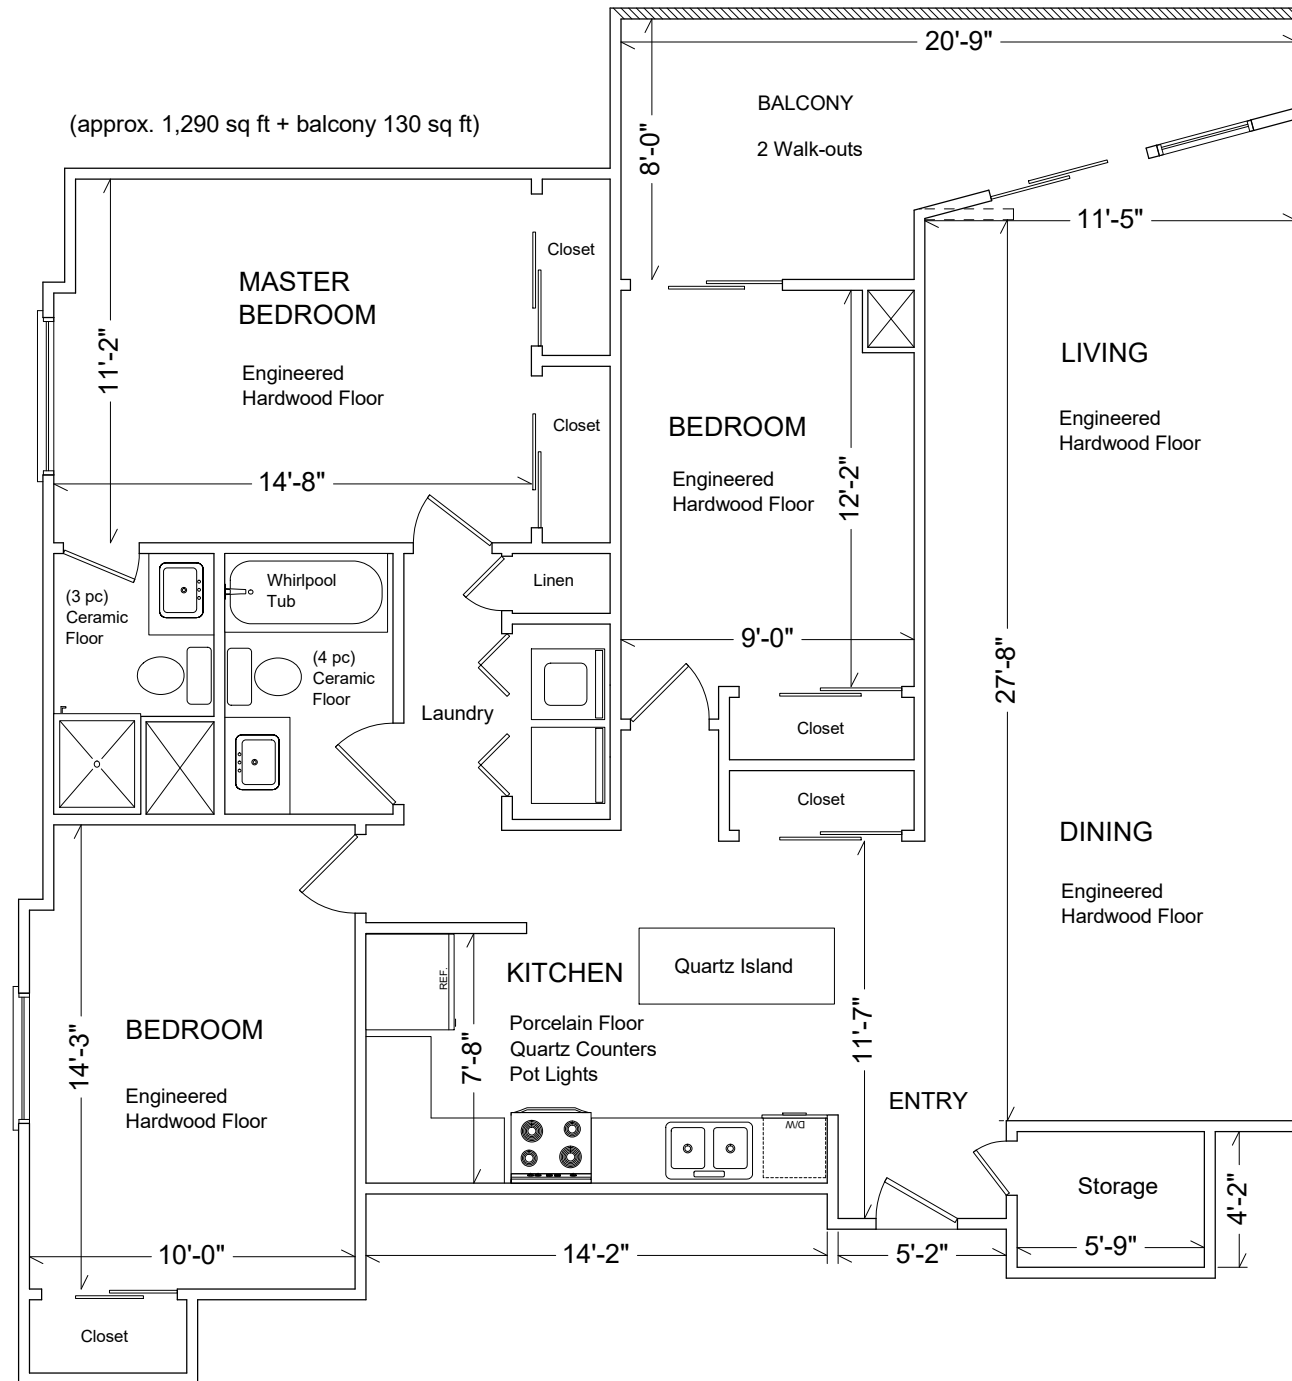 20'-9"
BALCONY
2 Walk-outs
8'-0"
(approx. 1,290 sq ft + balcony 130 sq ft)
11'-5"
Closet
MASTER
BEDROOM
Engineered
Hardwood Floor
11'-2"
14'-8"
Closet
BEDROOM
Engineered
Hardwood Floor
12'-2"
9'-0"
LIVING
Engineered
Hardwood Floor
27'-8"
Whirlpool
Tub
Linen
(3 pc)
Ceramic
Floor
(4 pc)
Ceramic
Floor
Laundry
Closet
Closet
DINING
Engineered
Hardwood Floor
REF.
KITCHEN
Quartz Island
Porcelain Floor
Quartz Counters
Pot Lights
7'-8"
11'-7"
BEDROOM
Engineered
Hardwood Floor
14'-3"
ENTRY
D/W
Storage
4'-2"
10'-0"
14'-2"
5'-2"
5'-9"
Closet